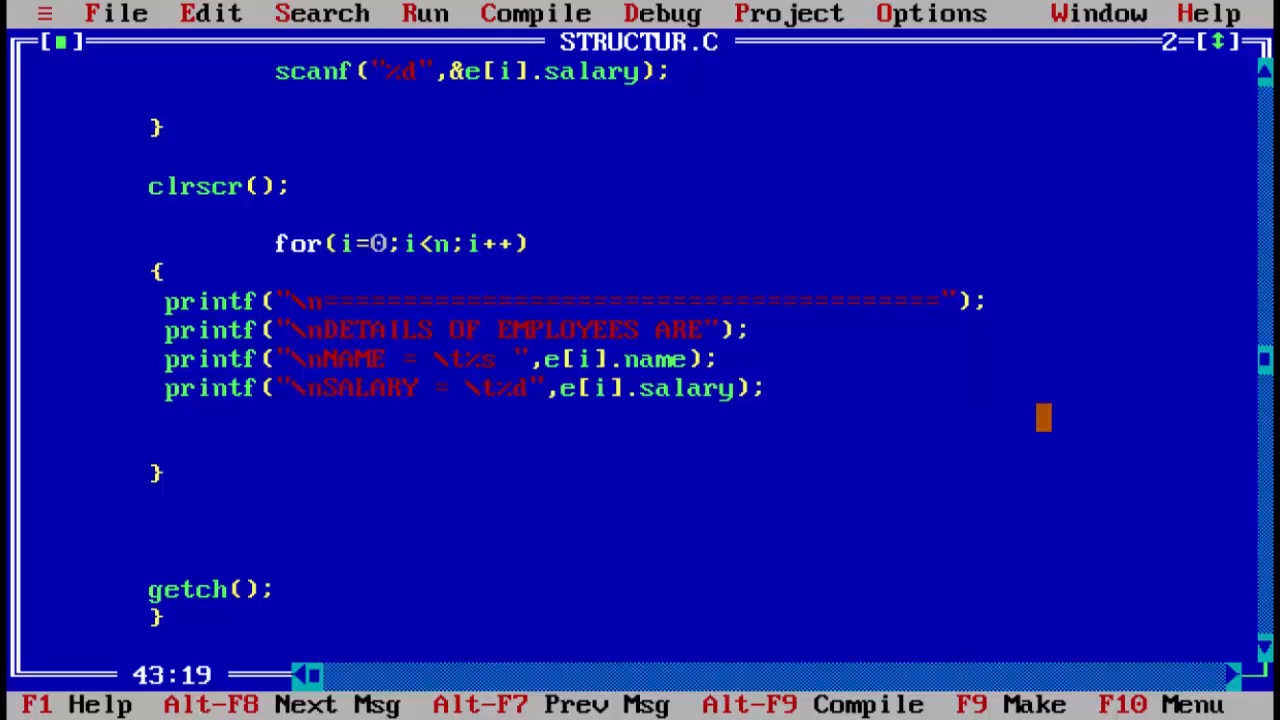 ≡ File Edit Search Run Compile Debug Project Options Window Help
[■] STRUCTUR.C 2=[↕]
scanf("%d",&e[i].salary);
}
clrscr();
for(i=0;i<n;i++)
{
printf("\n=======================================");
printf("\nDETAILS OF EMPLOYEES ARE");
printf("\nNAME = \t%s ",e[i].name);
printf("\nSALARY = \t%d",e[i].salary);
}
getch();
}
43:19
F1 Help Alt-F8 Next Msg Alt-F7 Prev Msg Alt-F9 Compile F9 Make F10 Menu